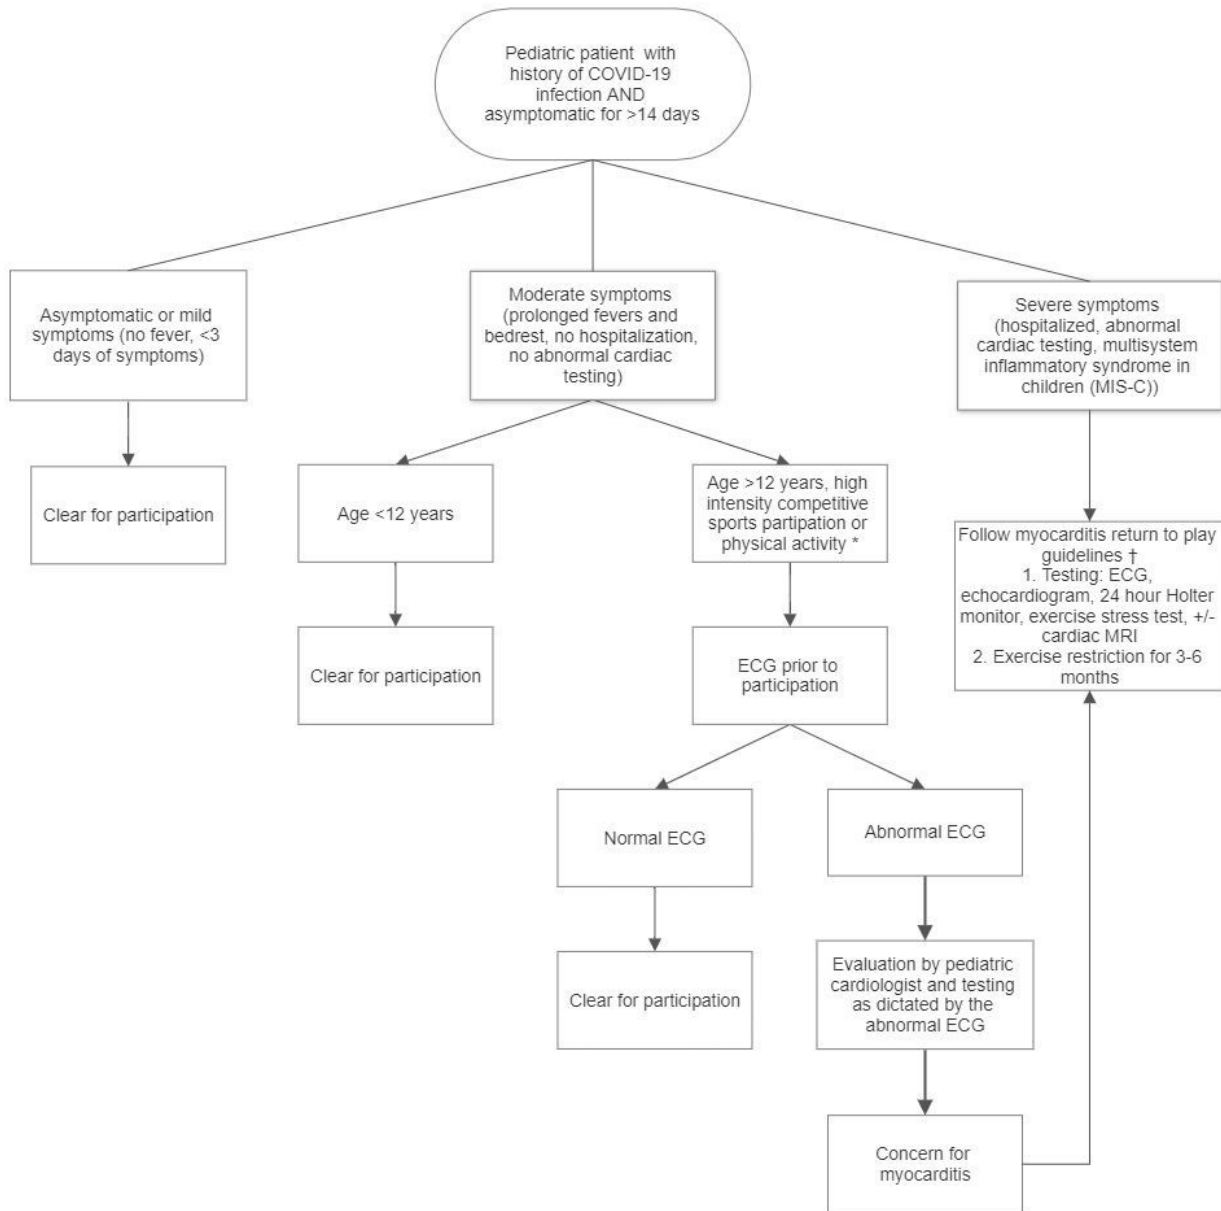 Pediatric patient with
history of COVID-19
infection AND
asymptomatic for >14 days
Asymptomatic or mild
symptoms (no fever, <3
days of symptoms)
Moderate symptoms
(prolonged fevers and
bedrest, no hospitalization,
no abnormal cardiac
testing)
Severe symptoms
(hospitalized, abnormal
cardiac testing, multisystem
inflammatory syndrome in
children (MIS-C))
Clear for participation
Age <12 years
Age >12 years, high
intensity competitive
sports partipation or
physical activity *
Follow myocarditis return to play
guidelines †
1. Testing: ECG,
echocardiogram, 24 hour Holter
monitor, exercise stress test, +/-
cardiac MRI
2. Exercise restriction for 3-6
months
Clear for participation
ECG prior to
participation
Normal ECG
Abnormal ECG
Clear for participation
Evaluation by pediatric
cardiologist and testing
as dictated by the
abnormal ECG
Concern for
myocarditis